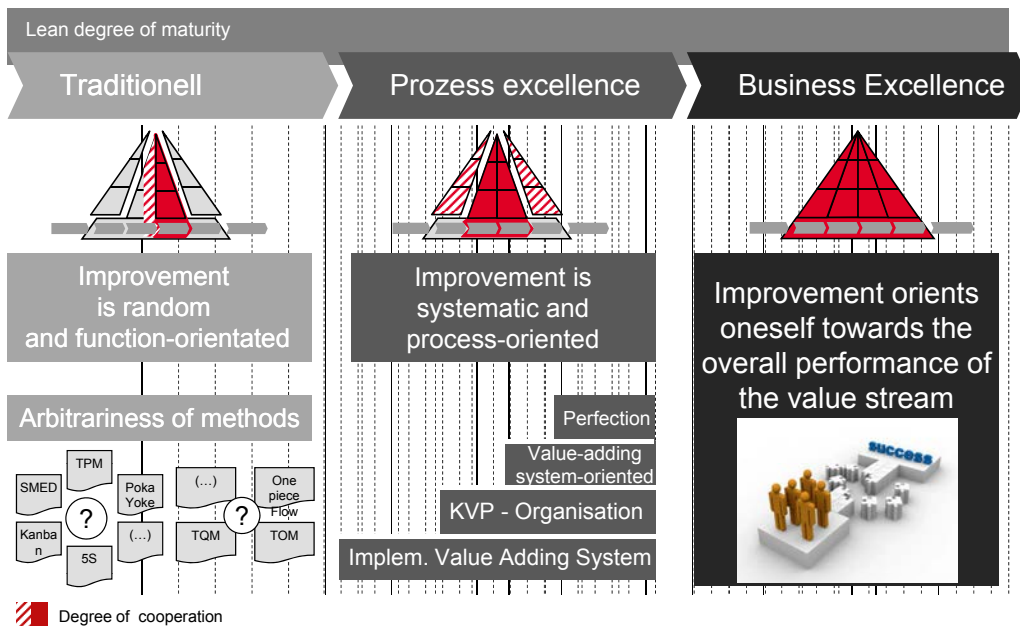 Lean degree of maturity
Traditionell
Prozess excellence
Business Excellence
Improvement
is random
and function-orientated
Improvement is
systematic and
process-oriented
Improvement orients
oneself towards the
overall performance of
the value stream
Arbitrariness of methods
SMED
TPM
Poka
Yoke
(...)
One
piece
Flow
?
?
Kanba
n
5S
(...)
TQM
TOM
Perfection
Value-adding
system-oriented
KVP - Organisation
Implem. Value Adding System
success
Degree of cooperation